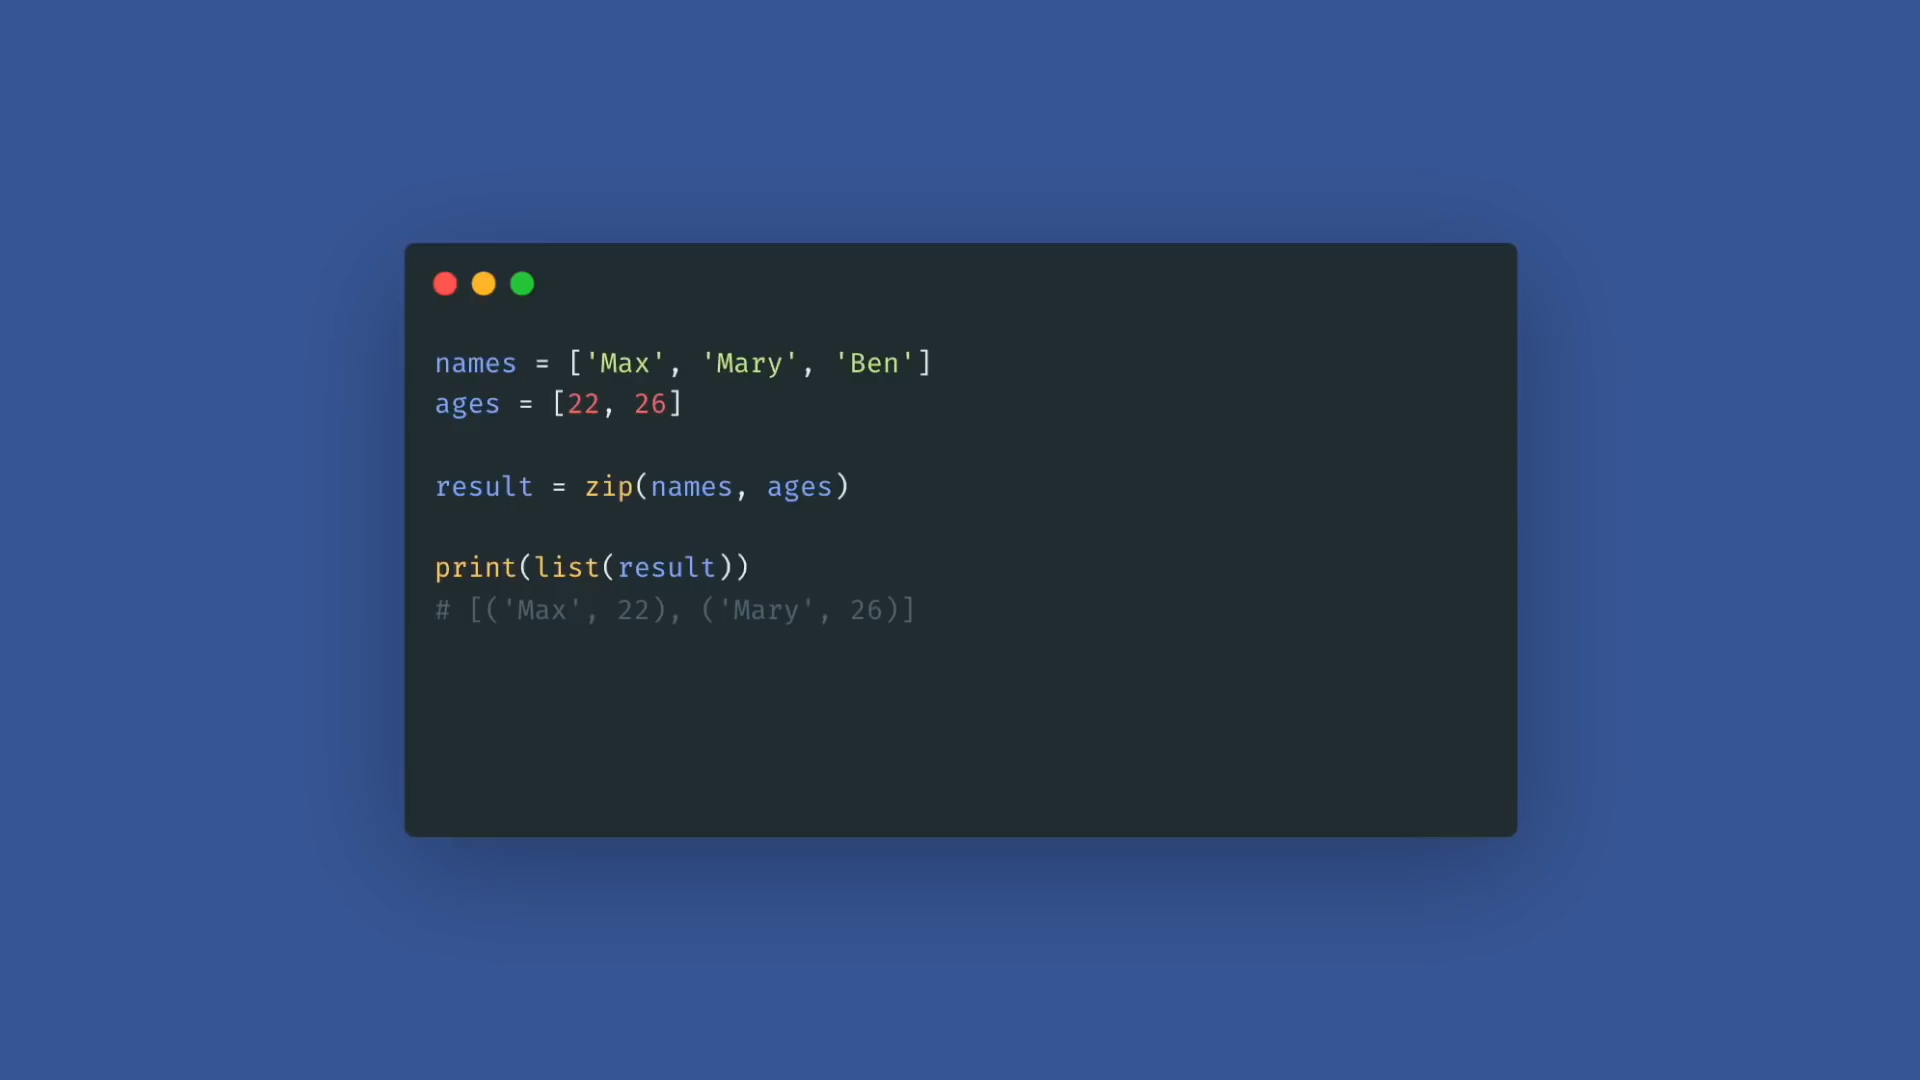 names = ['Max', 'Mary', 'Ben']
ages = [22, 26]
result = zip(names, ages)
print(list(result))
# [('Max', 22), ('Mary', 26)]